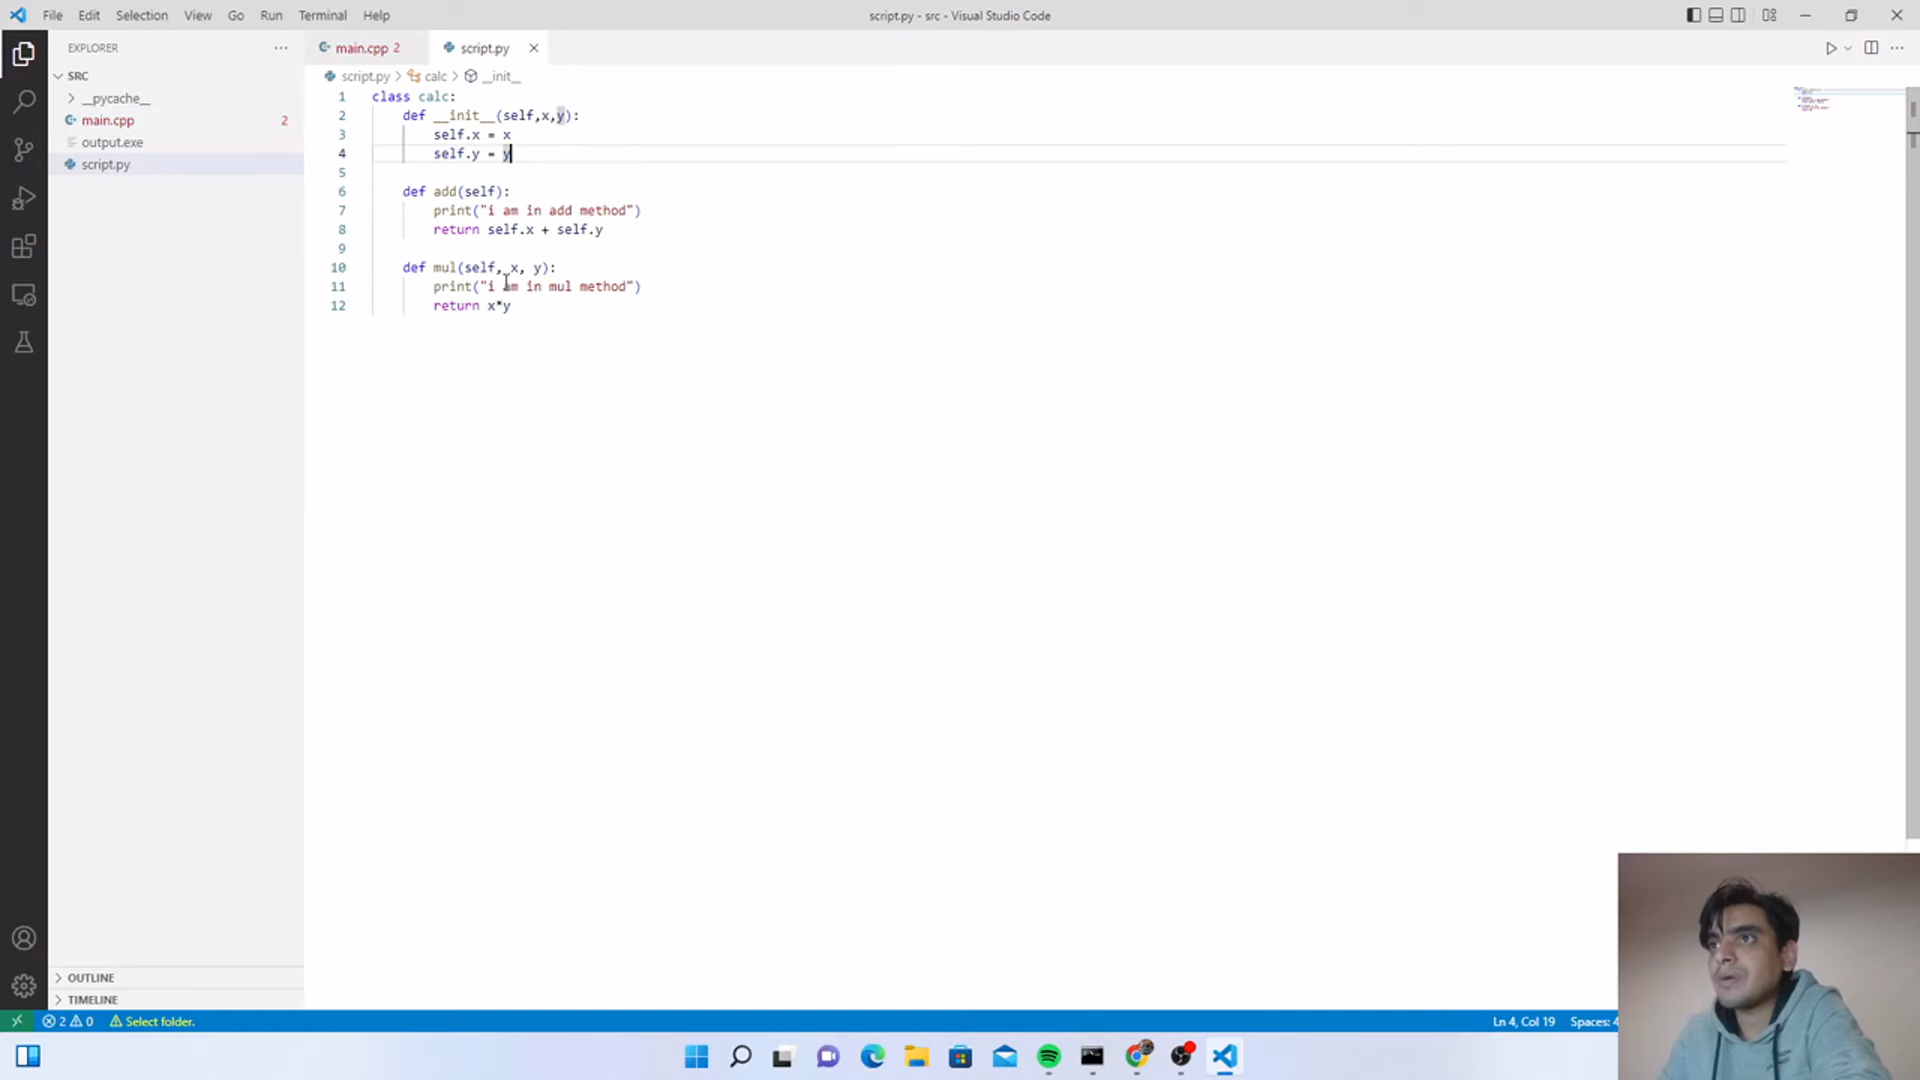 File Edit Selection View Go Run Terminal Help
script.py - src - Visual Studio Code
EXPLORER
main.cpp 2
script.py
SRC
script.py > calc > __init__
__pycache__
main.cpp 2
output.exe
script.py
1 class calc:
2 def __init__(self,x,y):
3 self.x = x
4 self.y = y
5
6 def add(self):
7 print("i am in add method")
8 return self.x + self.y
9
10 def mul(self, x, y):
11 print("i am in mul method")
12 return x*y
OUTLINE
TIMELINE
2 0 Select folder.
Ln 4, Col 19 Spaces: 4